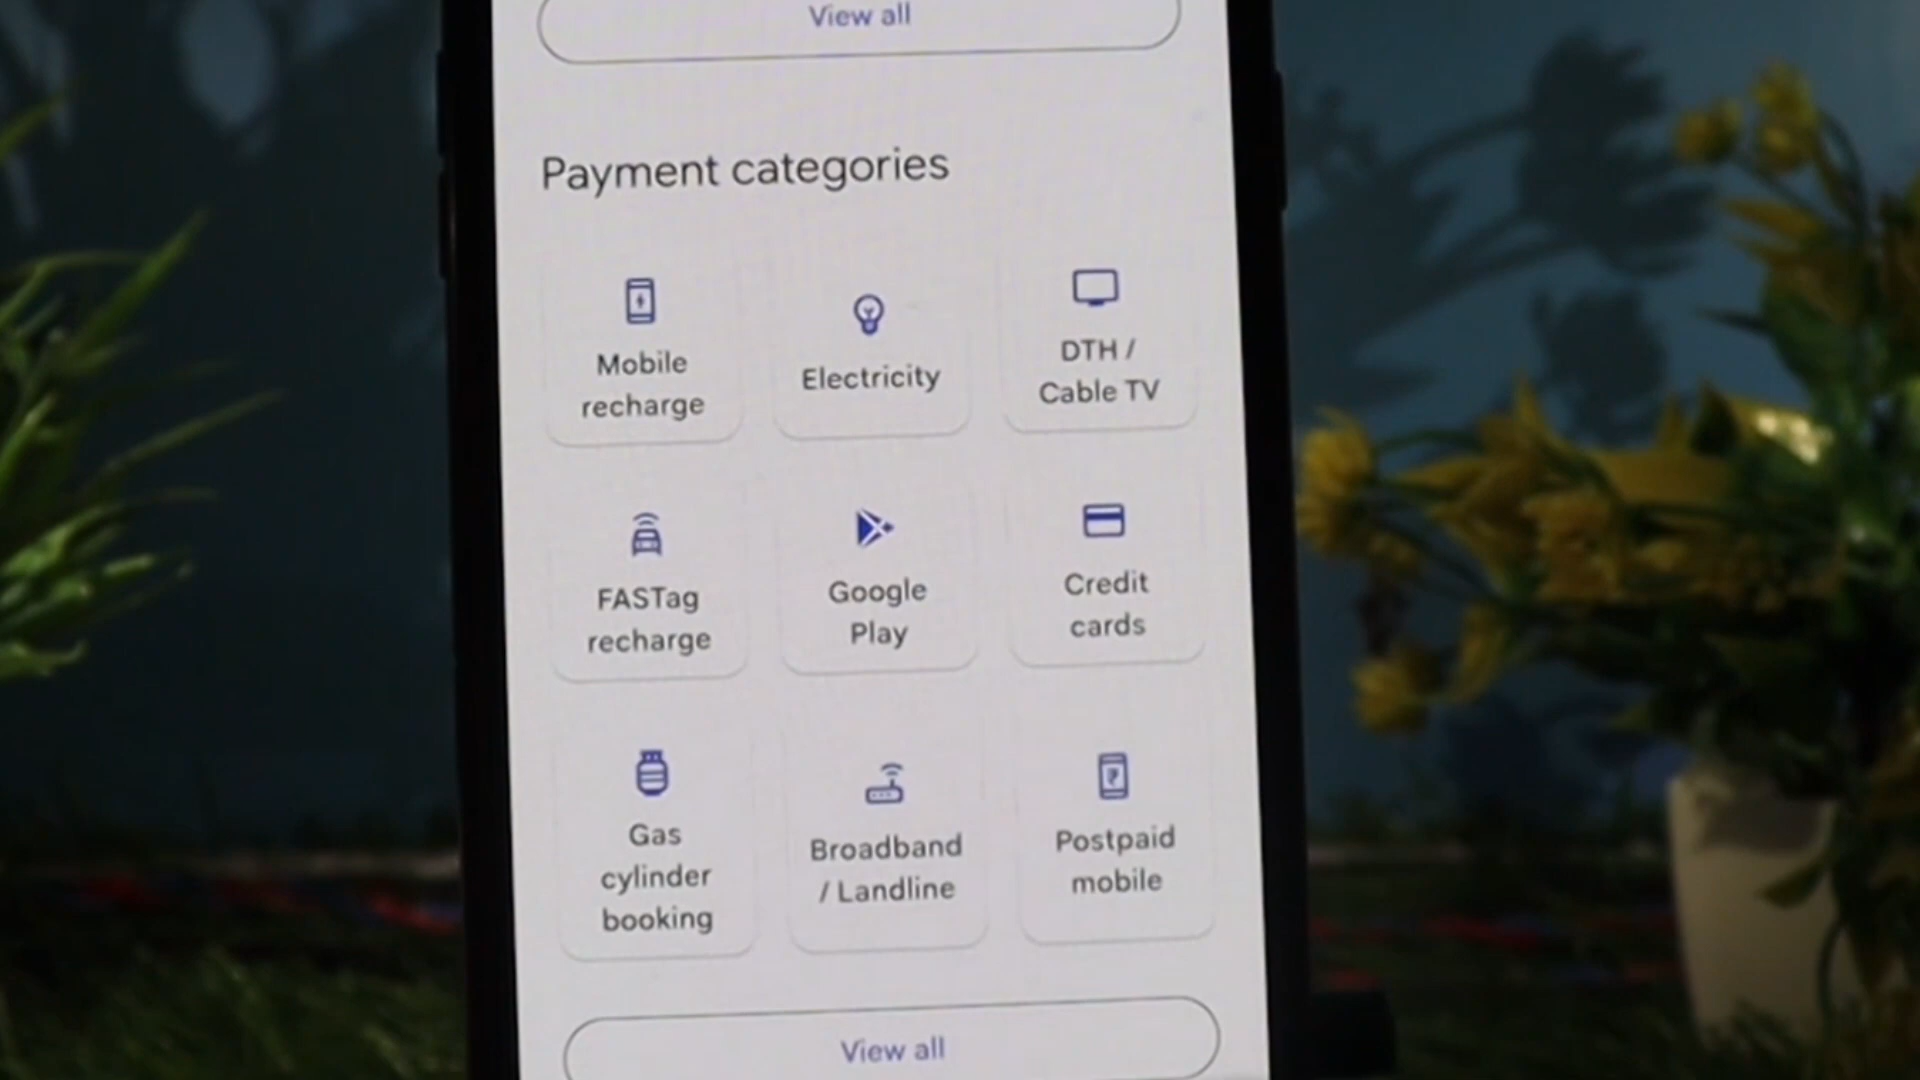 View all
Payment categories
Mobile
recharge
Electricity
DTH /
Cable TV
FASTag
recharge
Google
Play
Credit
cards
Gas
cylinder
booking
Broadband
/ Landline
Postpaid
mobile
View all